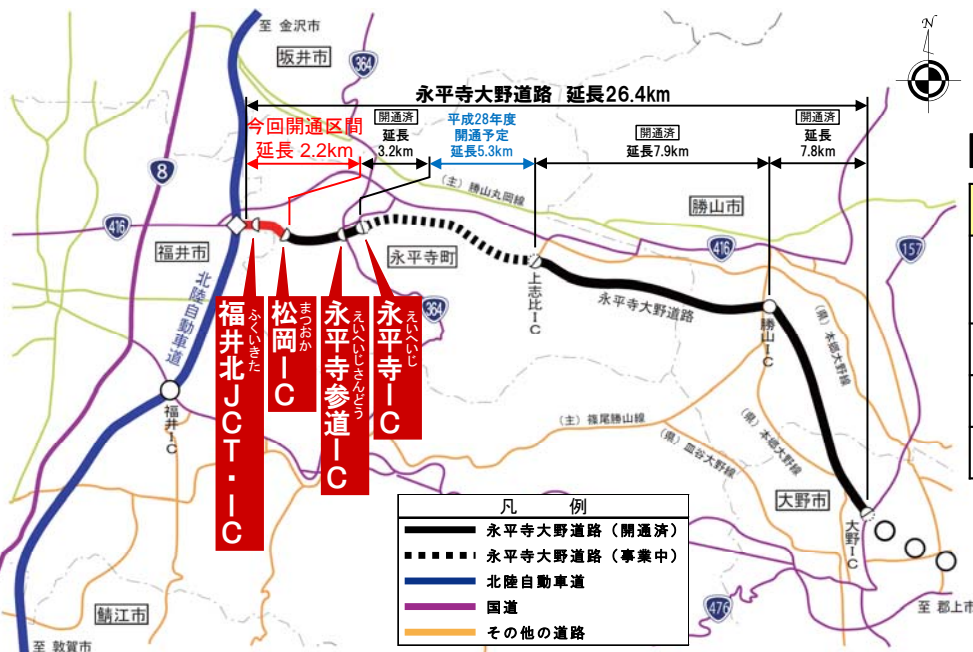 至 金沢市
坂井市
364
N
永平寺大野道路 延長26.4km
今回開通区間
延長 2.2km
開通済
延長
3.2km
平成28年度
開通予定
延長5.3km
開通済
延長7.9km
開通済
延長
7.8km
8
(主) 勝山丸岡線
勝山市
416
416
157
福井市
永平寺町
北陸自動車道
364
上志比IC
永平寺大野道路
勝山IC
(県) 本郷大野線
ふくいきた
福井北JCT・IC
まつおか
松岡IC
えいへいじさんどう
永平寺参道IC
えいへいじ
永平寺IC
福井IC
(主) 篠尾勝山線
(県) 皿谷大野線
(県) 本郷大野線
大野市
大野IC
凡 例
永平大野道路（開通済）
永平寺大野道路（事業中）
北陸自動車道
国道
その他の道路
鯖江市
476
至 郡上市
至 敦賀市